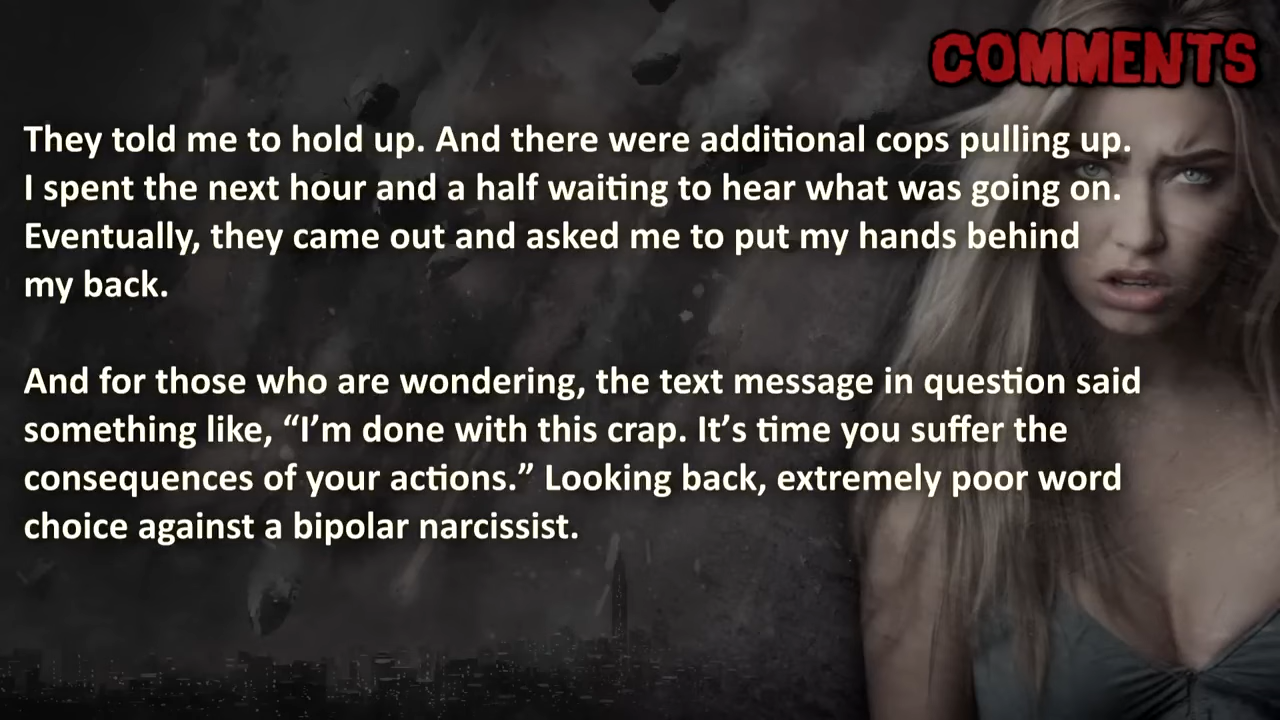 COMMENTS
They told me to hold up. And there were additional cops pulling up.
I spent the next hour and a half waiting to hear what was going on.
Eventually, they came out and asked me to put my hands behind
my back.
And for those who are wondering, the text message in question said
something like, “I’m done with this crap. It’s time you suffer the
consequences of your actions.” Looking back, extremely poor word
choice against a bipolar narcissist.